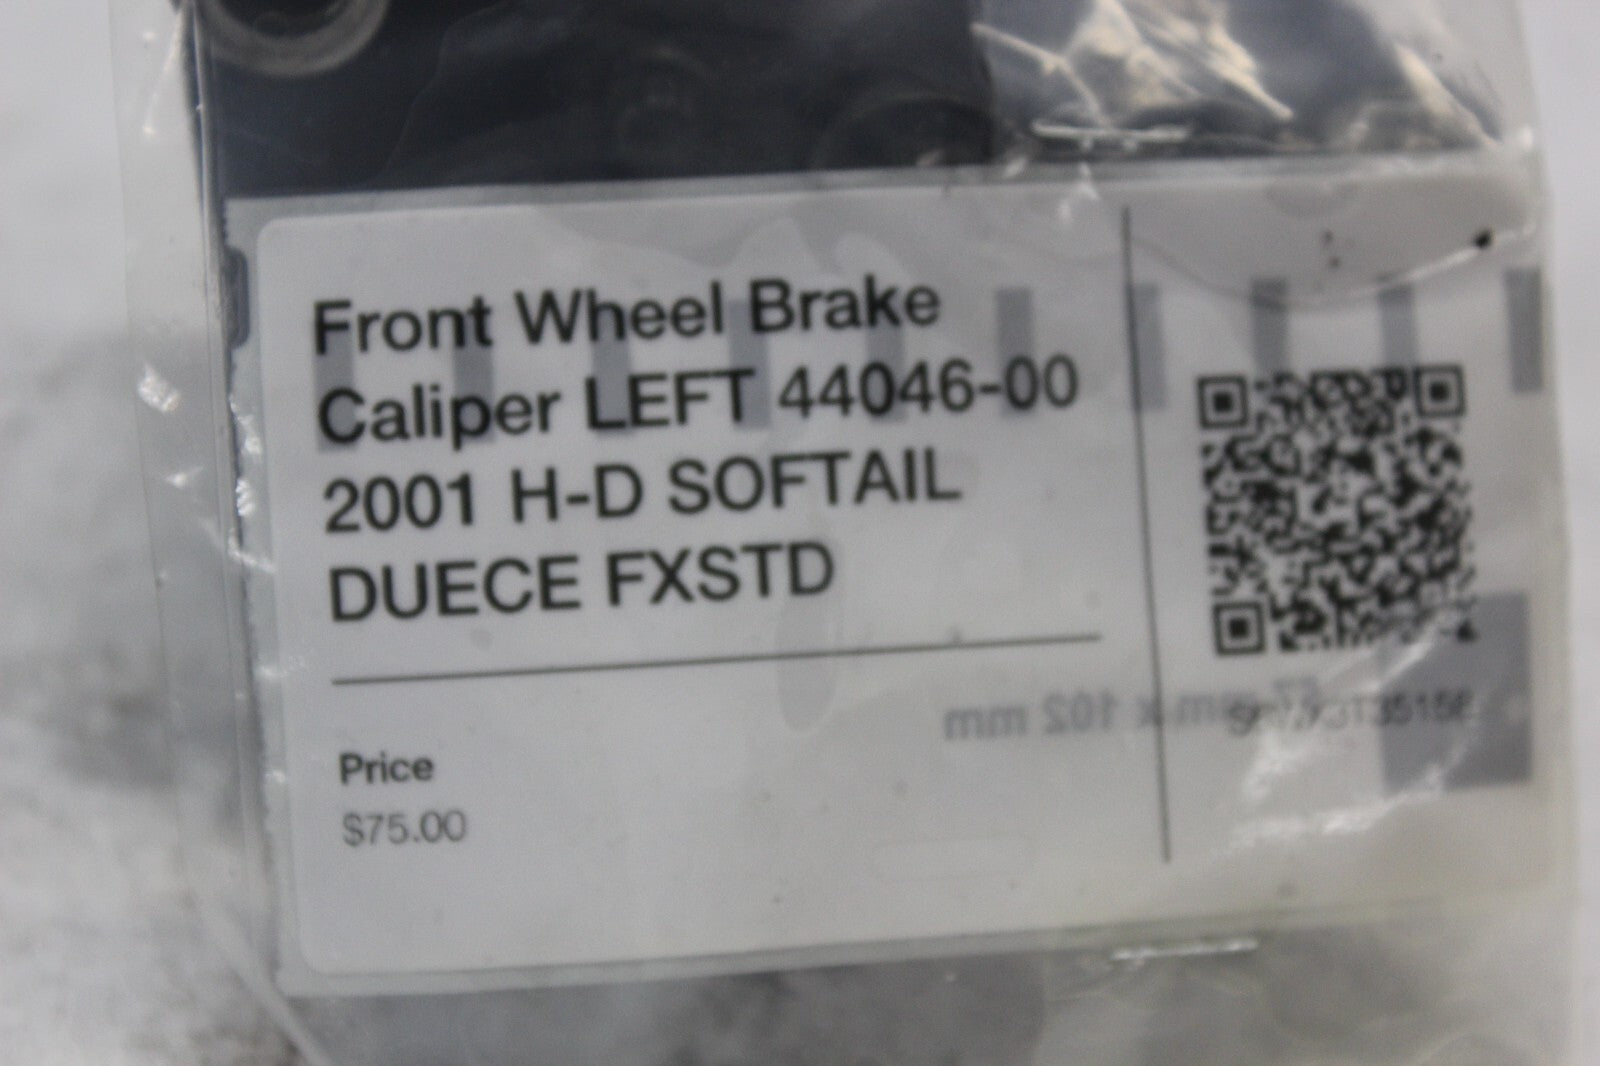 Front Wheel Brake
Caliper LEFT 44046-00
2001 H-D SOFTAIL
DUECE FXSTD
Price
$75.00